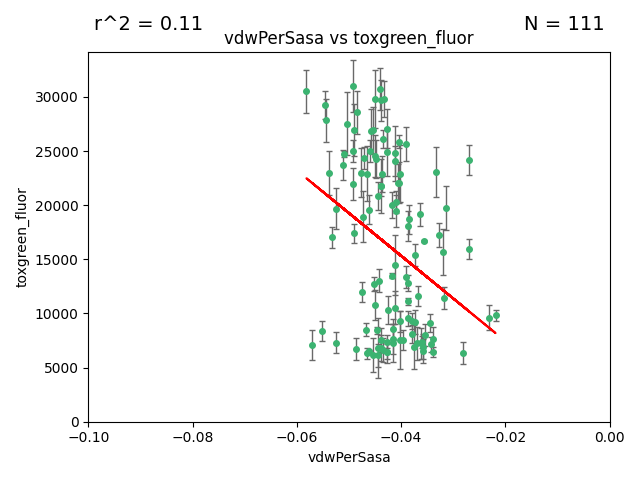 r^2 = 0.11
N = 111
vdwPerSasa vs toxgreen_fluor
30000
25000
20000
15000
10000
5000
0
toxgreen_fluor
−0.10
−0.08
−0.06
−0.04
−0.02
0.00
vdwPerSasa